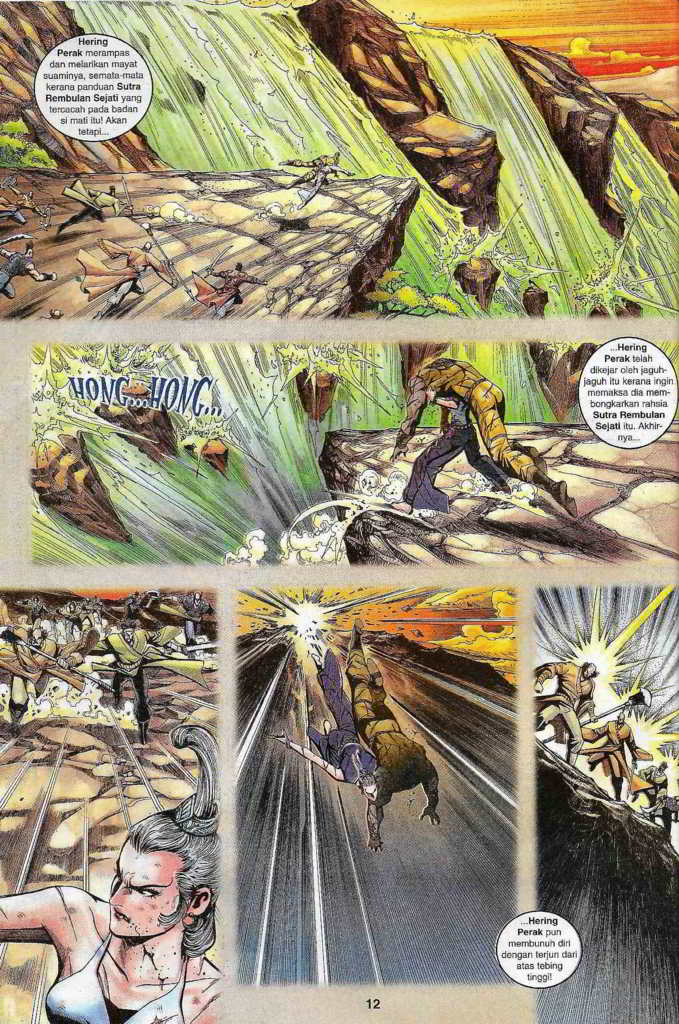 Hering
Perak merampas
dan melarikan mayat
suaminya, semata-mata
kerana panduan Sutra
Rembulan Sejati yang
tercacah pada badan
si mati itu! Akan
tetapi...
HONG...HONG...
...Hering
Perak telah
dikejar oleh jaguh-
jaguh itu kerana ingin
memaksa dia mem-
bongkarkan rahsia
Sutra Rembulan
Sejati itu. Akhir-
nya...
...Hering
Perak pun
membunuh diri
dengan terjun dari
atas tebing
tinggi!
12